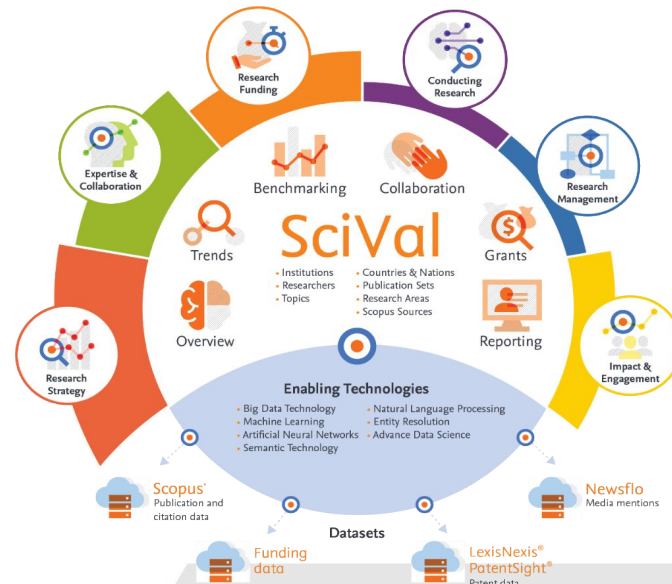 Research
Funding
Conducting
Research
Expertise &
Collaboration
Research
Management
Benchmarking
Collaboration
SciVal
Trends
Grants
• Institutions
• Researchers
• Topics
• Countries & Nations
• Publication Sets
• Research Areas
• Scopus Sources
Overview
Reporting
Research
Strategy
Impact &
Engagement
Enabling Technologies
• Big Data Technology
• Machine Learning
• Artificial Neural Networks
• Semantic Technology
• Natural Language Processing
• Entity Resolution
• Advance Data Science
Scopus®
Publication and
citation data
Newsflo
Media mentions
Datasets
Funding
data
LexisNexis®
PatentSight®
Patent data